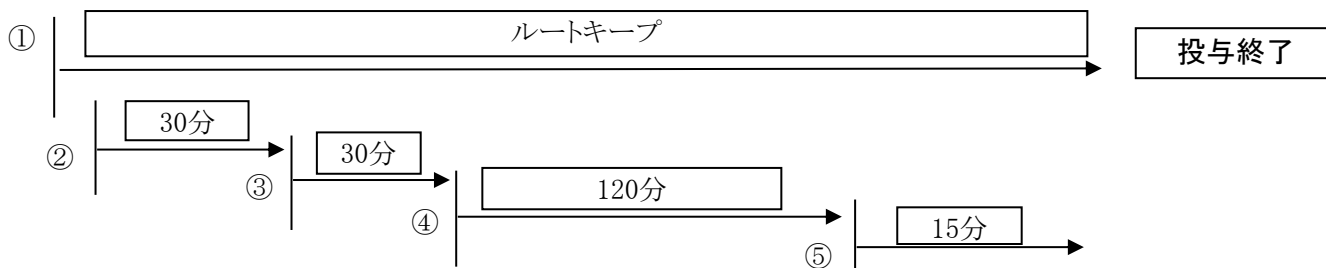 ① ルートキープ
投与終了
② 30分
③ 30分
④ 120分
⑤ 15分